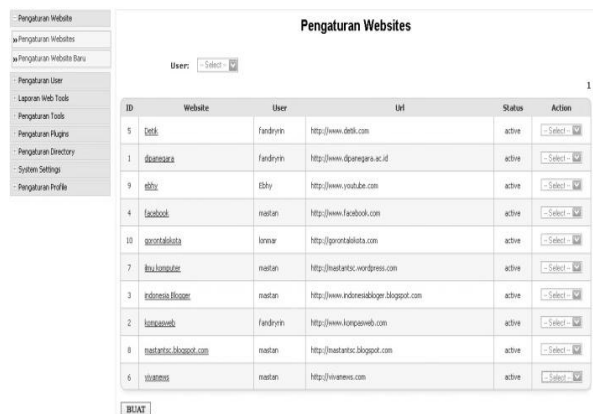 - Pengaturan Website
» Pengaturan Websites
» Pengaturan Website Baru
- Pengaturan User
- Laporan Web Tools
- Pengaturan Tools
- Pengaturan Plugins
- Pengaturan Directory
- System Settings
- Pengaturan Profile
Pengaturan Websites
User: -- Select --
1
ID Website User Url Status Action
5 Detik fandiryrin http://www.detik.com active -- Select --
1 dipanegara fandiryrin http://www.dipanegara.ac.id active -- Select --
9 ebhy Ebhy http://www.youtube.com active -- Select --
4 facebook mastan http://www.facebook.com active -- Select --
10 gorontalokota lonmar http://gorontalokota.com active -- Select --
7 ilmu komputer mastan http://mastantsc.wordpress.com active -- Select --
3 indonesia Blogger mastan http://www.indonesiabloger.blogspot.com active -- Select --
2 kompasweb fandiryrin http://www.kompasweb.com active -- Select --
8 mastantsc.blogspot.com mastan http://mastantsc.blogspot.com active -- Select --
6 vivanews mastan http://vivanews.com active -- Select --
BUAT